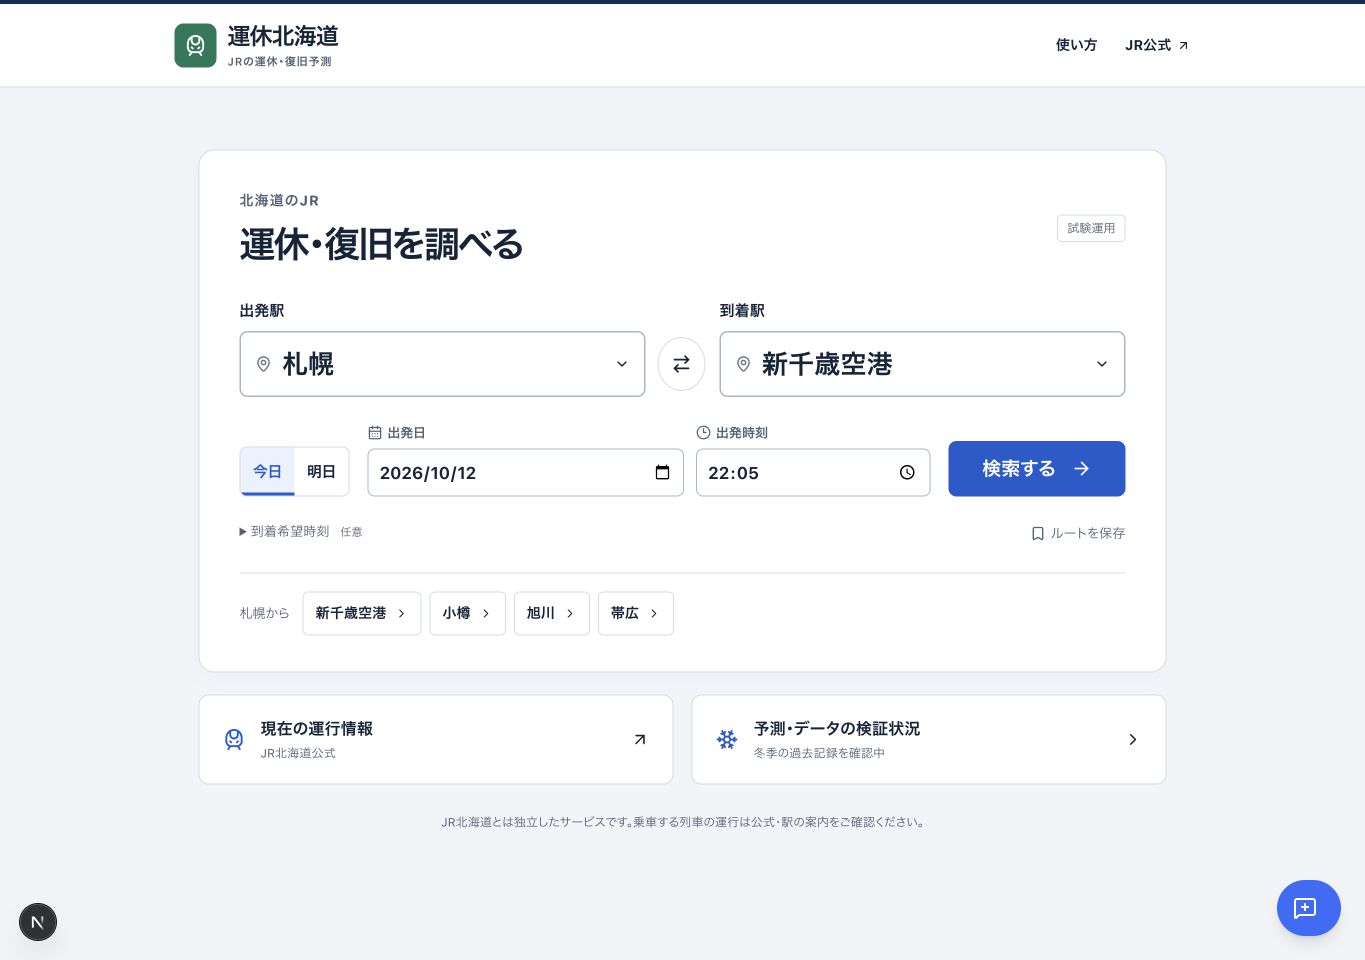 運休北海道
JRの運休・復旧予測
使い方
JR公式
北海道のJR
運休・復旧を調べる
試験運用
出発駅
到着駅
札幌
新千歳空港
出発日
出発時刻
今日
明日
2026/10/12
22:05
検索する
到着希望時刻 任意
ルートを保存
札幌から
新千歳空港
小樽
旭川
帯広
現在の運行情報
JR北海道公式
予測・データの検証状況
冬季の過去記録を確認中
JR北海道とは独立したサービスです。乗車する列車の運行は公式・駅の案内をご確認ください。
N